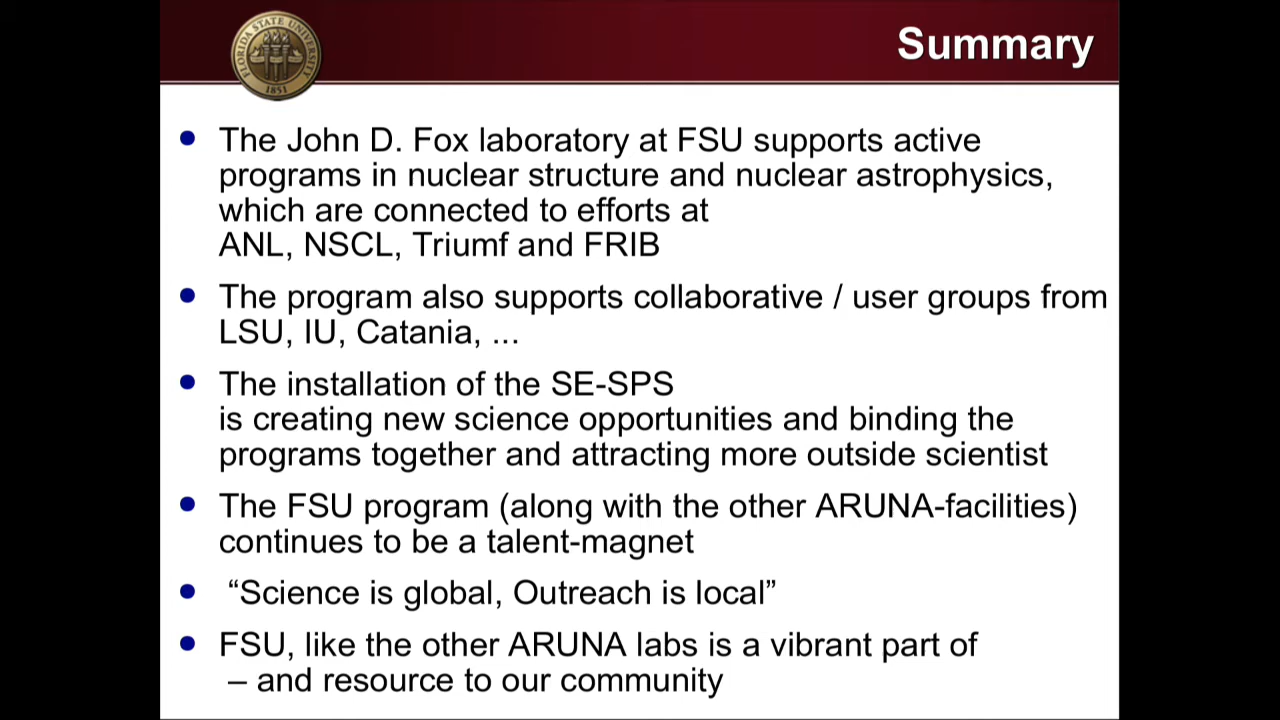 FLORIDA STATE UNIVERSITY
1851
Summary
The John D. Fox laboratory at FSU supports active
programs in nuclear structure and nuclear astrophysics,
which are connected to efforts at
ANL, NSCL, Triumf and FRIB
The program also supports collaborative / user groups from
LSU, IU, Catania, ...
The installation of the SE-SPS
is creating new science opportunities and binding the
programs together and attracting more outside scientist
The FSU program (along with the other ARUNA-facilities)
continues to be a talent-magnet
“Science is global, Outreach is local”
FSU, like the other ARUNA labs is a vibrant part of
– and resource to our community